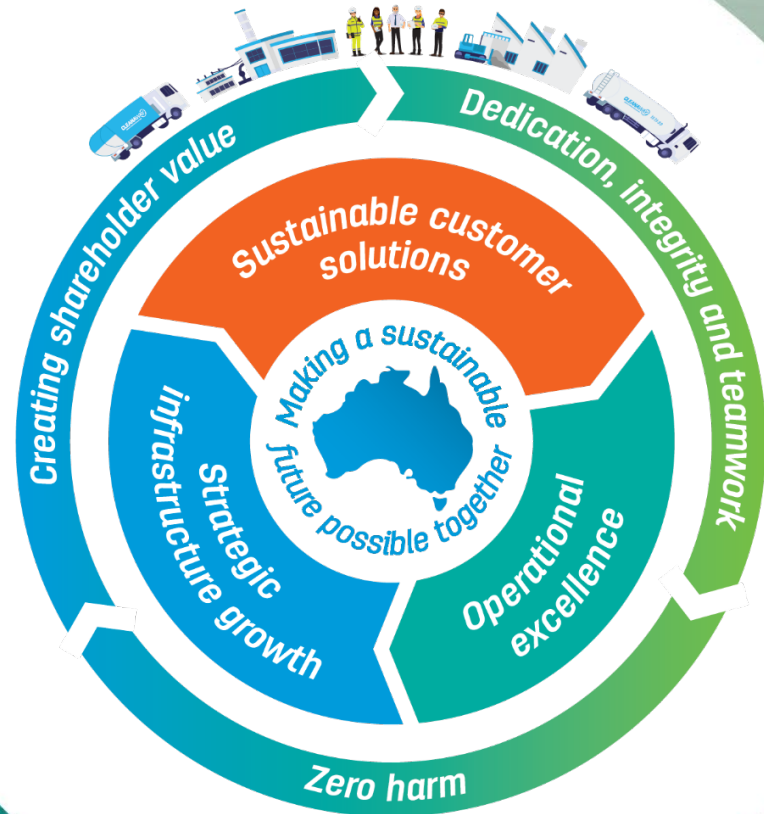 Creating shareholder value
Dedication, integrity and teamwork
Zero harm
Sustainable customer
solutions
Operational
excellence
Strategic
infrastructure growth
Making a sustainable
future possible together